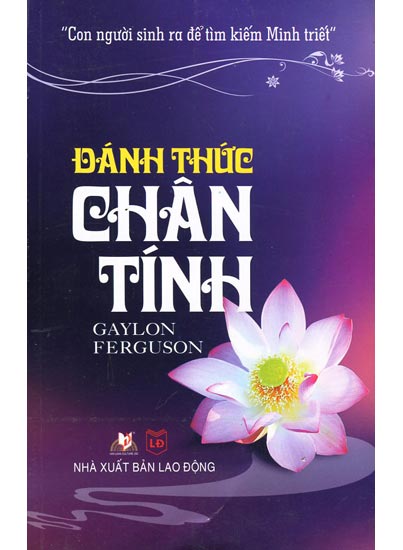 “Con người sinh ra để tìm kiếm Minh triết“
ĐÁNH THỨC
CHÂN
TÍNH
GAYLON
FERGUSON
LĐ
NHÀ XUẤT BẢN LAO ĐỘNG